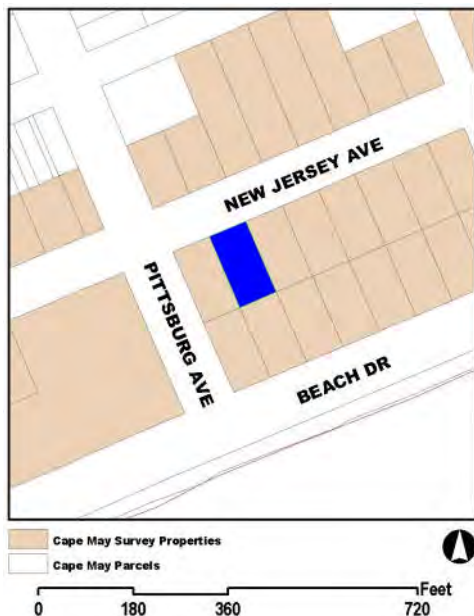 NEW JERSEY AVE
PITTSBURG AVE
BEACH DR
Cape May Survey Properties
Cape May Parcels
Feet
0 180 360 720